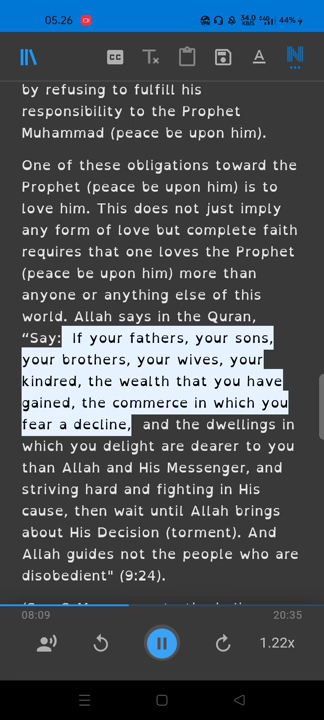 05.26
34.0
KB/s
44%
CC
by refusing to fulfill his
responsibility to the Prophet
Muhammad (peace be upon him).
One of these obligations toward the
Prophet (peace be upon him) is to
love him. This does not just imply
any form of love but complete faith
requires that one loves the Prophet
(peace be upon him) more than
anyone or anything else of this
world. Allah says in the Quran,
“Say: If your fathers, your sons,
your brothers, your wives, your
kindred, the wealth that you have
gained, the commerce in which you
fear a decline, and the dwellings in
which you delight are dearer to you
than Allah and His Messenger, and
striving hard and fighting in His
cause, then wait until Allah brings
about His Decision (torment). And
Allah guides not the people who are
disobedient" (9:24).
08:09
20:35
1.22x